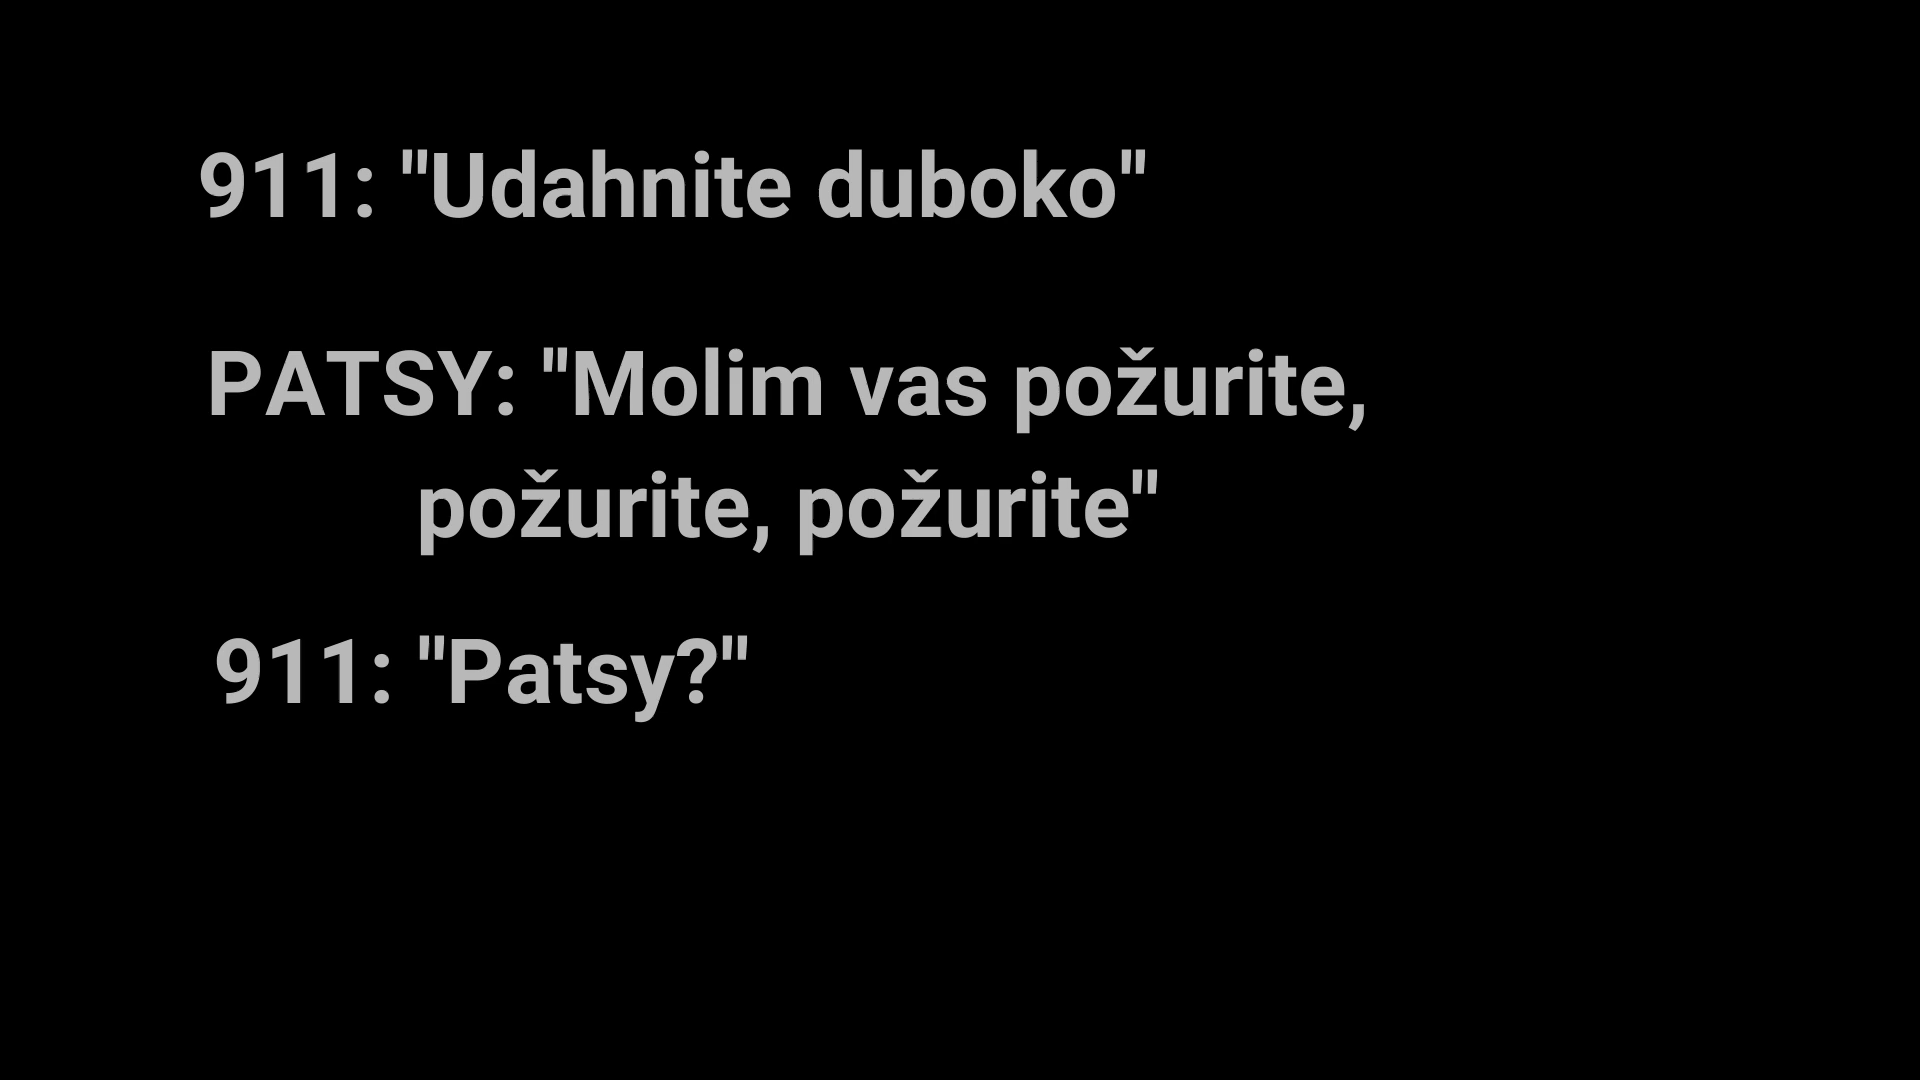 911: "Udahnite duboko"
PATSY: "Molim vas požurite,
požurite, požurite"
911: "Patsy?"